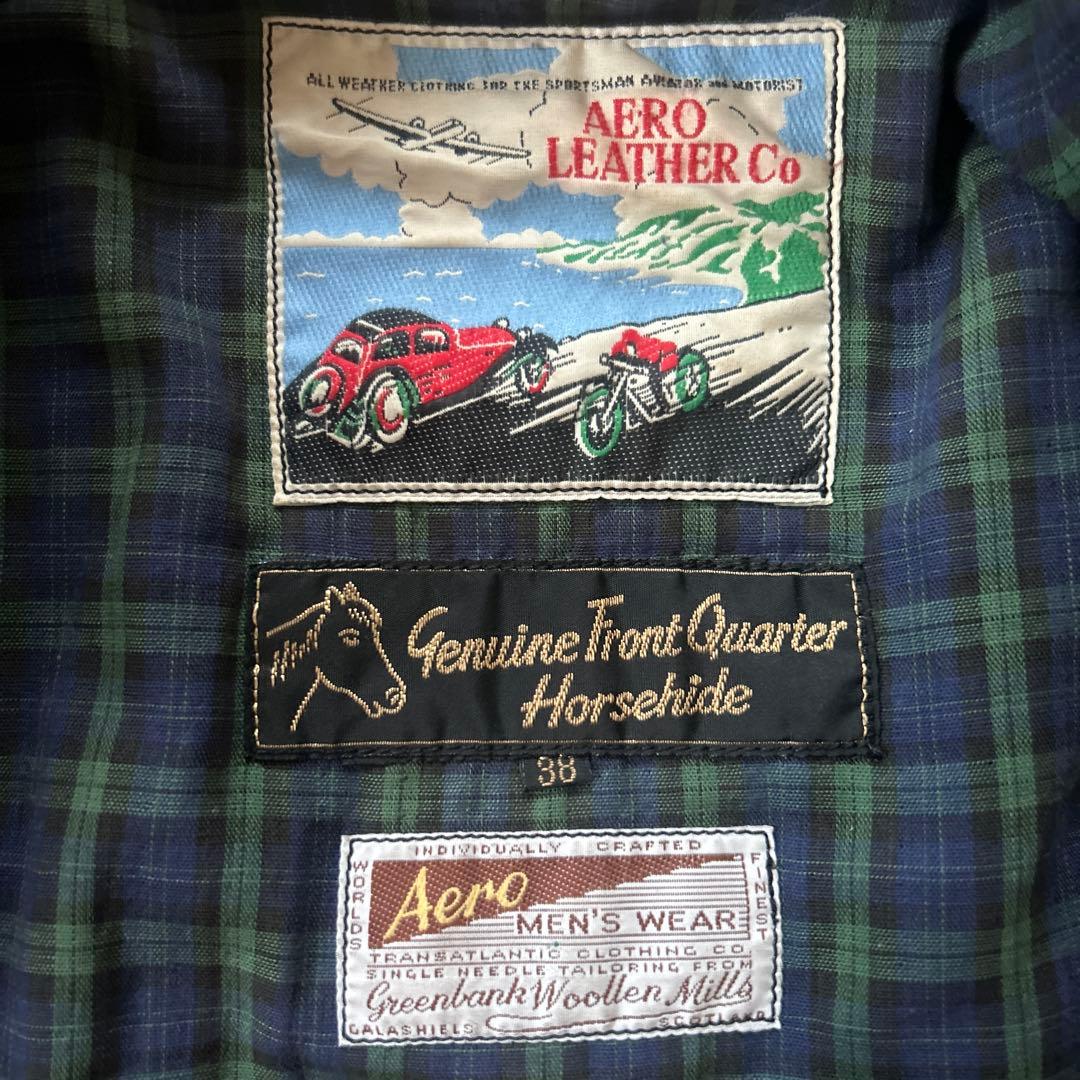 ALL WEATHER CLOTHING FOR THE SPORTSMAN AVIATOR and MOTORIST
AERO
LEATHER Co
Genuine Front Quarter
Horsehide
38
INDIVIDUALLY CRAFTED
WORLDS
FINEST
Aero
MEN'S WEAR
TRANSATLANTIC CLOTHING CO
SINGLE NEEDLE TAILORING FROM
Greenbank Woollen Mills
GALASHIELS SCOTLAND